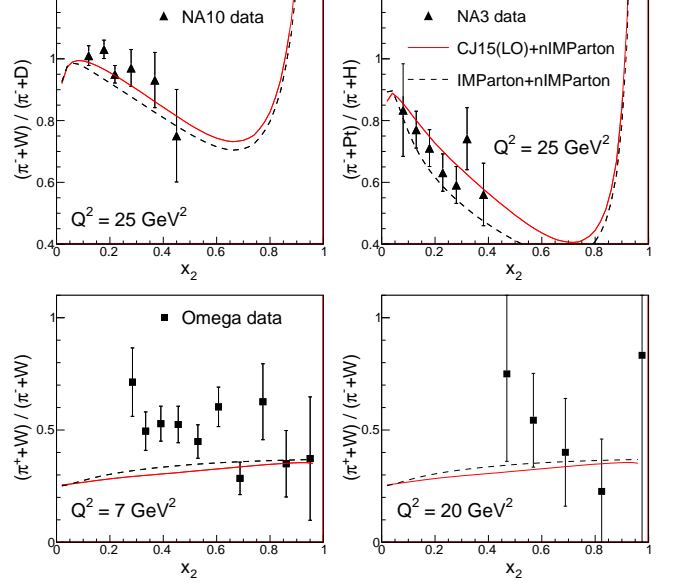 NA10 data
(π⁻+W) / (π⁻+D)
1
0.8
0.6
0.4
Q² = 25 GeV²
0 0.2 0.4 0.6 0.8 1
x₂
NA3 data
CJ15(LO)+nIMParton
IMParton+nIMParton
(π⁻+Pt) / (π⁻+H)
1
0.8
0.6
0.4
Q² = 25 GeV²
0 0.2 0.4 0.6 0.8 1
x₂
Omega data
(π⁺+W) / (π⁻+W)
1
0.5
0
Q² = 7 GeV²
0 0.2 0.4 0.6 0.8 1
x₂
(π⁺+W) / (π⁻+W)
1
0.5
0
Q² = 20 GeV²
0 0.2 0.4 0.6 0.8 1
x₂